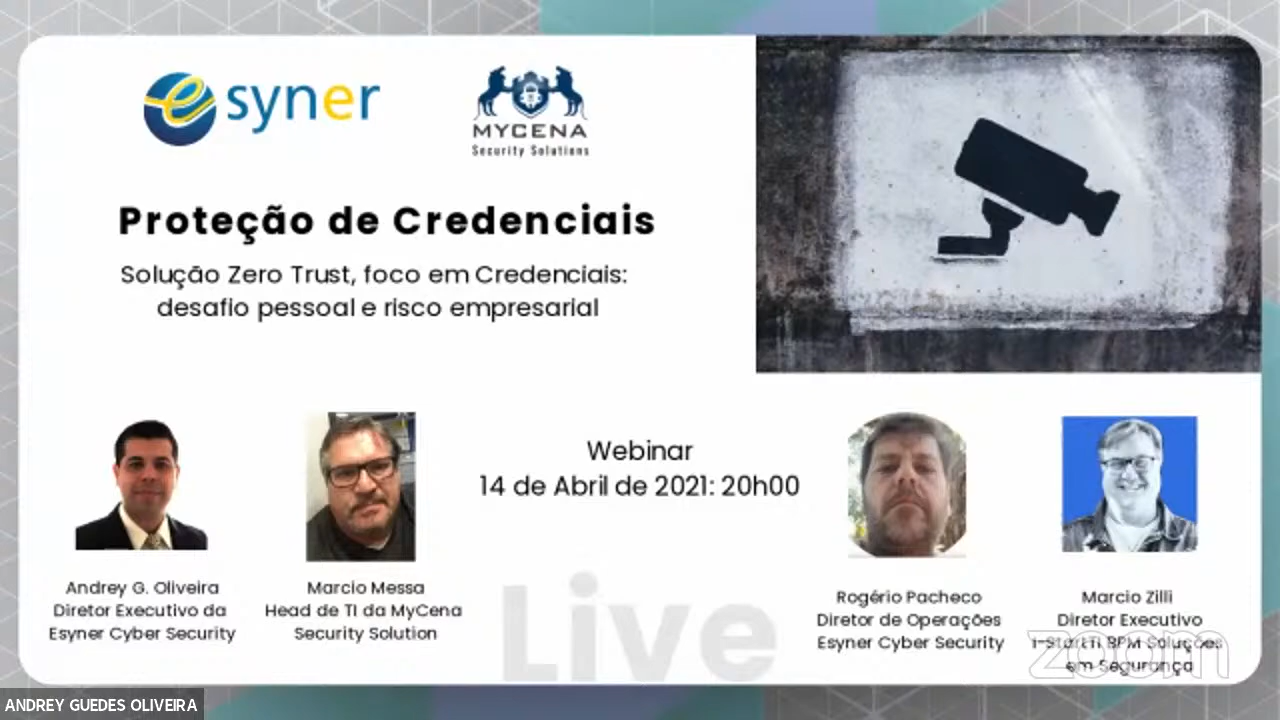 esyner
MYCENA
Security Solutions
Proteção de Credenciais
Solução Zero Trust, foco em Credenciais:
desafio pessoal e risco empresarial
Webinar
14 de Abril de 2021: 20h00
Andrey G. Oliveira
Diretor Executivo da
Esyner Cyber Security
Marcio Messa
Head de TI da MyCena
Security Solution
Live
Rogério Pacheco
Diretor de Operações
Esyner Cyber Security
Marcio Zilli
Diretor Executivo
i-StartTI BPM Soluções
em Segurança
zoom
ANDREY GUEDES OLIVEIRA